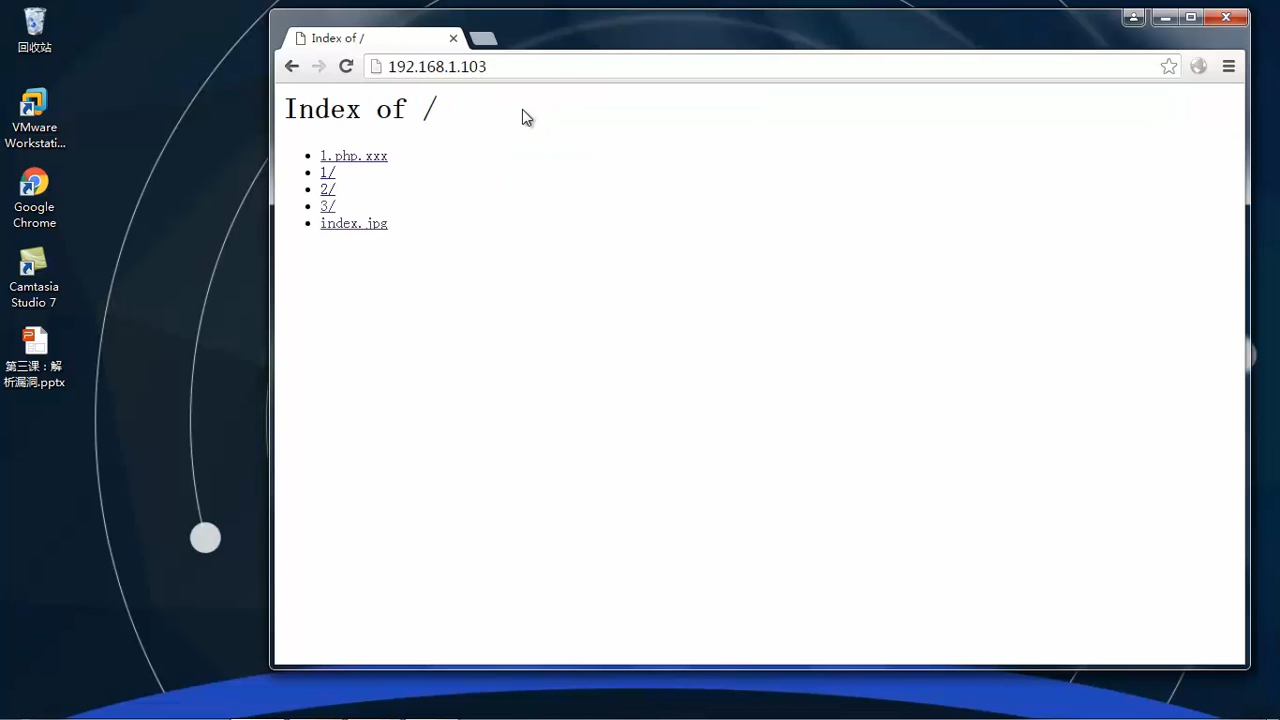 回收站
VMware
Workstati...
Google
Chrome
Camtasia
Studio 7
第三课：解
析漏洞.pptx
Index of /
192.168.1.103
Index of /
1.php.xxx
1/
2/
3/
index.jpg